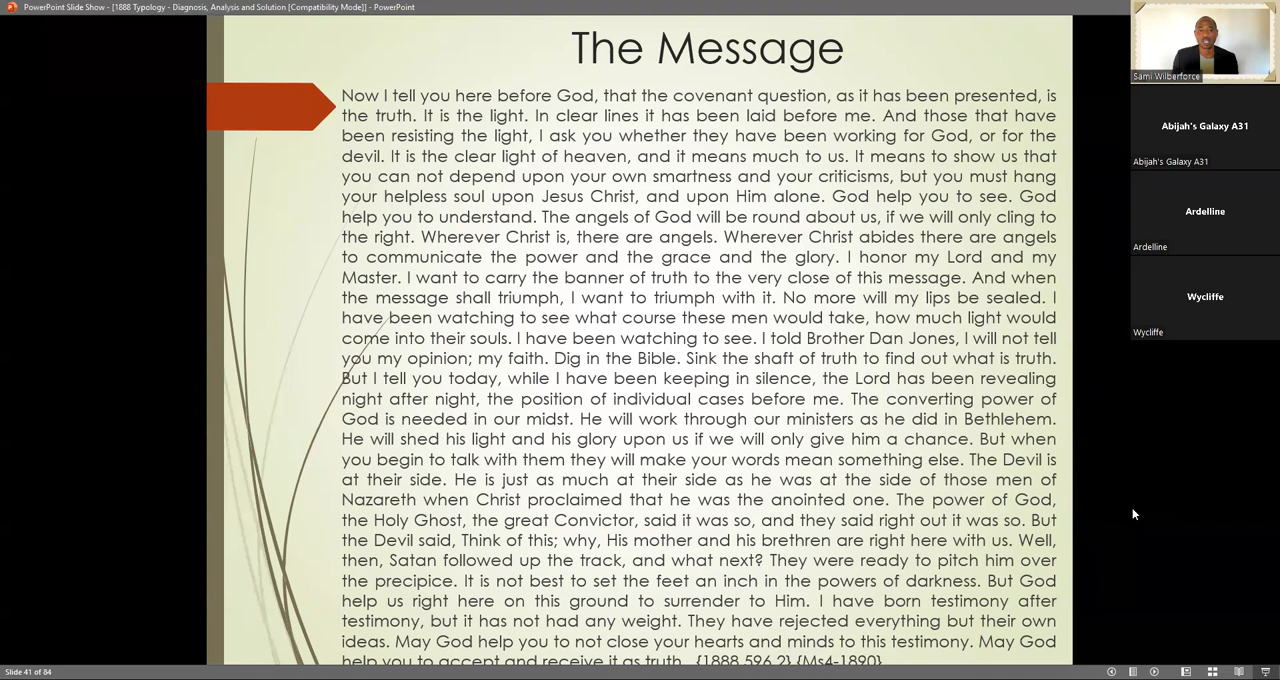 PowerPoint Slide Show - [1888 Typology - Diagnosis, Analysis and Solution [Compatibility Mode]] - PowerPoint
The Message
Now I tell you here before God, that the covenant question, as it has been presented, is
the truth. It is the light. In clear lines it has been laid before me. And those that have
been resisting the light, I ask you whether they have been working for God, or for the
devil. It is the clear light of heaven, and it means much to us. It means to show us that
you can not depend upon your own smartness and your criticisms, but you must hang
your helpless soul upon Jesus Christ, and upon Him alone. God help you to see. God
help you to understand. The angels of God will be round about us, if we will only cling to
the right. Wherever Christ is, there are angels. Wherever Christ abides there are angels
to communicate the power and the grace and the glory. I honor my Lord and my
Master. I want to carry the banner of truth to the very close of this message. And when
the message shall triumph, I want to triumph with it. No more will my lips be sealed. I
have been watching to see what course these men would take, how much light would
come into their souls. I have been watching to see. I told Brother Dan Jones, I will not tell
you my opinion; my faith. Dig in the Bible. Sink the shaft of truth to find out what is truth.
But I tell you today, while I have been keeping in silence, the Lord has been revealing
night after night, the position of individual cases before me. The converting power of
God is needed in our midst. He will work through our ministers as he did in Bethlehem.
He will shed his light and his glory upon us if we will only give him a chance. But when
you begin to talk with them they will make your words mean something else. The Devil is
at their side. He is just as much at their side as he was at the side of those men of
Nazareth when Christ proclaimed that he was the anointed one. The power of God,
the Holy Ghost, the great Convictor, said it was so, and they said right out it was so. But
the Devil said, Think of this; why, His mother and his brethren are right here with us. Well,
then, Satan followed up the track, and what next? They were ready to pitch him over
the precipice. It is not best to set the feet an inch in the powers of darkness. But God
help us right here on this ground to surrender to Him. I have born testimony after
testimony, but it has not had any weight. They have rejected everything but their own
ideas. May God help you to not close your hearts and minds to this testimony. May God
help you to accept and receive it as truth. {1888 596.2} {Ms4-1890}
Sami Wilberforce
Abijah's Galaxy A31
Abijah's Galaxy A31
Ardelline
Ardelline
Wycliffe
Wycliffe
Slide 41 of 84